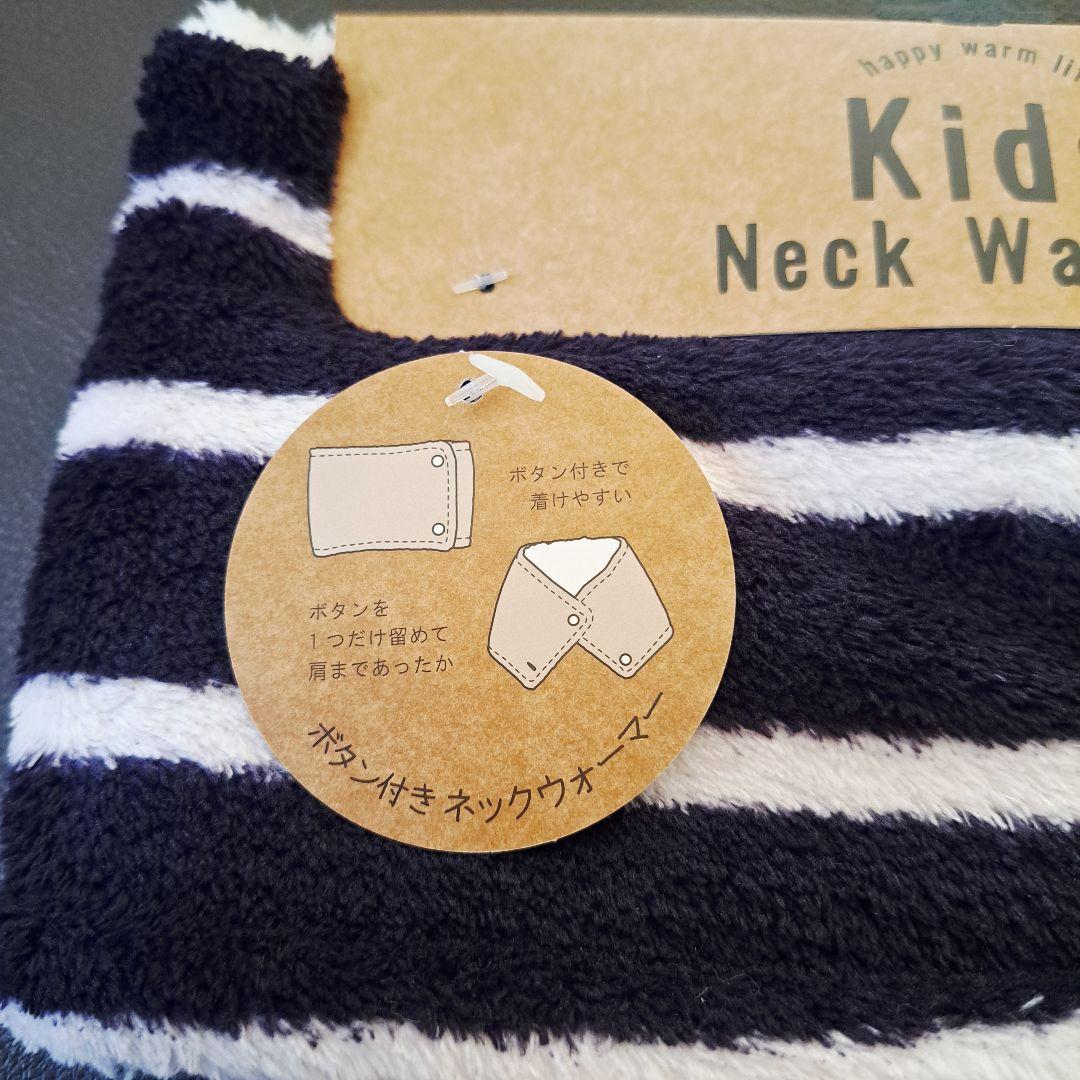 happy warm
Kid
Neck
ボタン付きで
着けやすい
ボタンを
1つだけ留めて
肩まであったか
ボタン付き ネックウォーマー